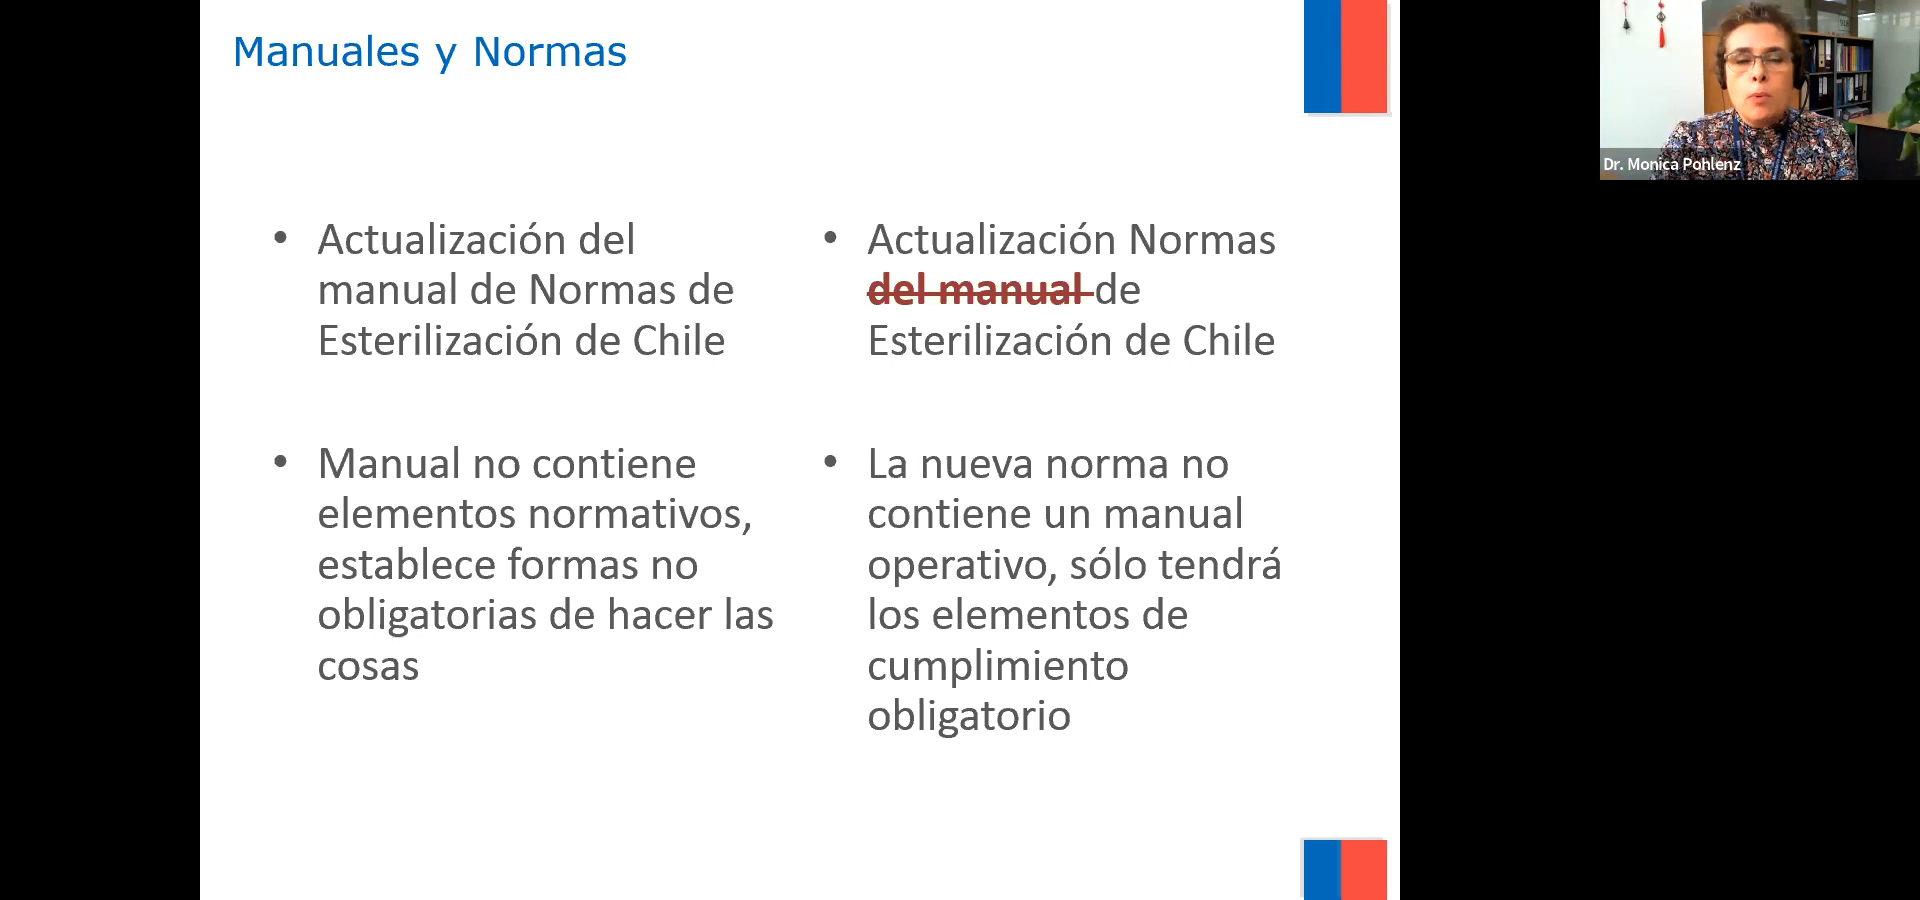 Manuales y Normas
• Actualización del
manual de Normas de
Esterilización de Chile
• Manual no contiene
elementos normativos,
establece formas no
obligatorias de hacer las
cosas
• Actualización Normas
del manual de
Esterilización de Chile
• La nueva norma no
contiene un manual
operativo, sólo tendrá
los elementos de
cumplimiento
obligatorio
Dr. Monica Pohlenz